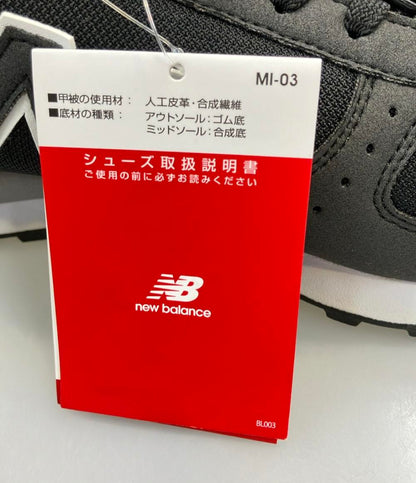 MI-03
■甲被の使用材： 人工皮革・合成繊維
■底材の種類： アウトソール：ゴム底
ミッドソール：合成底
シューズ取扱説明書
ご使用の前に必ずお読みください
NB
new balance
BL003